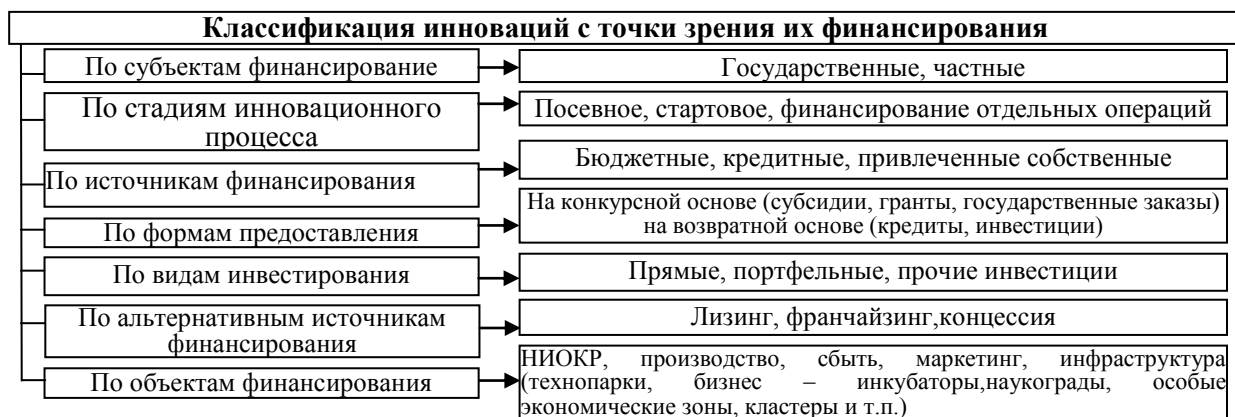 Классификация инноваций с точки зрения их финансирования
По субъектам финансирование
Государственные, частные
По стадиям инновационного
процесса
Посевное, стартовое, финансирование отдельных операций
По источникам финансирования
Бюджетные, кредитные, привлеченные собственные
По формам предоставления
На конкурсной основе (субсидии, гранты, государственные заказы)
на возвратной основе (кредиты, инвестиции)
По видам инвестирования
Прямые, портфельные, прочие инвестиции
По альтернативным источникам
финансирования
Лизинг, франчайзинг,концессия
По объектам финансирования
НИОКР, производство, сбыть, маркетинг, инфраструктура
(технопарки, бизнес – инкубаторы,наукограды, особые
экономические зоны, кластеры и т.п.)